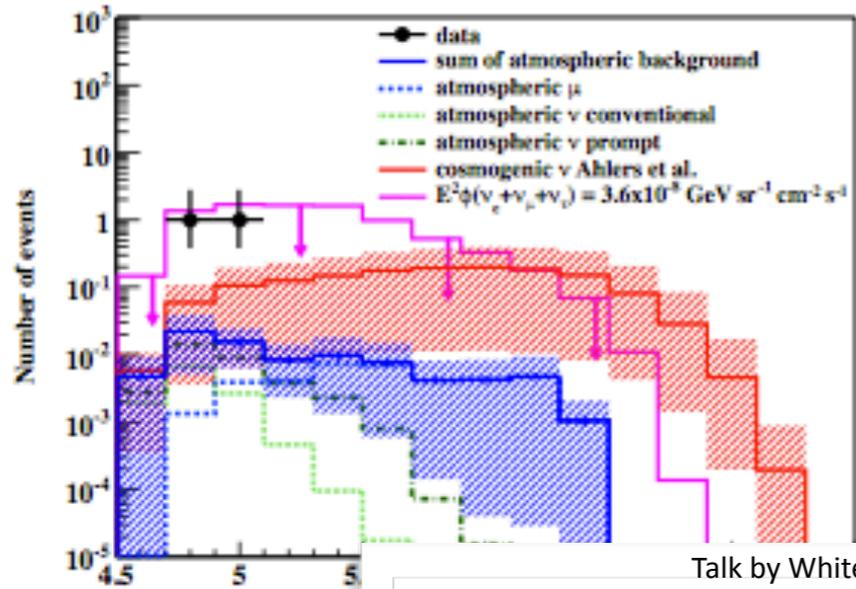 10³
10²
10
1
10⁻¹
10⁻²
10⁻³
10⁻⁴
10⁻⁵
Number of events
data
sum of atmospheric background
atmospheric μ
atmospheric ν conventional
atmospheric ν prompt
cosmogenic ν Ahlers et al.
E²ϕ(νₑ+ν_μ+ν_τ) = 3.6x10⁻⁸ GeV sr⁻¹ cm⁻² s⁻¹
4.5 5 5.
Talk by White